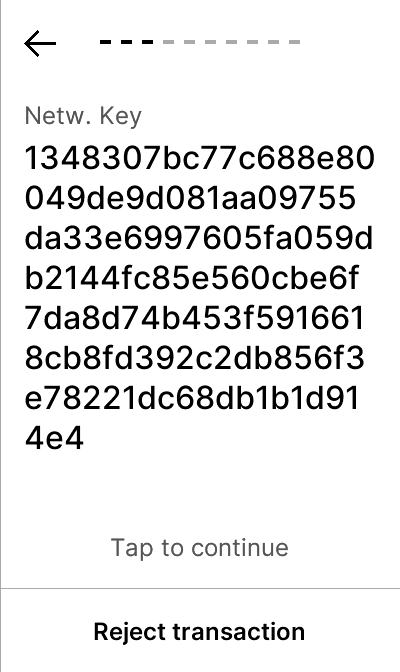 Netw. Key
1348307bc77c688e80
049de9d081aa09755
da33e6997605fa059d
b2144fc85e560cbe6f
7da8d74b453f591661
8cb8fd392c2db856f3
e78221dc68db1b1d91
4e4
Tap to continue
Reject transaction